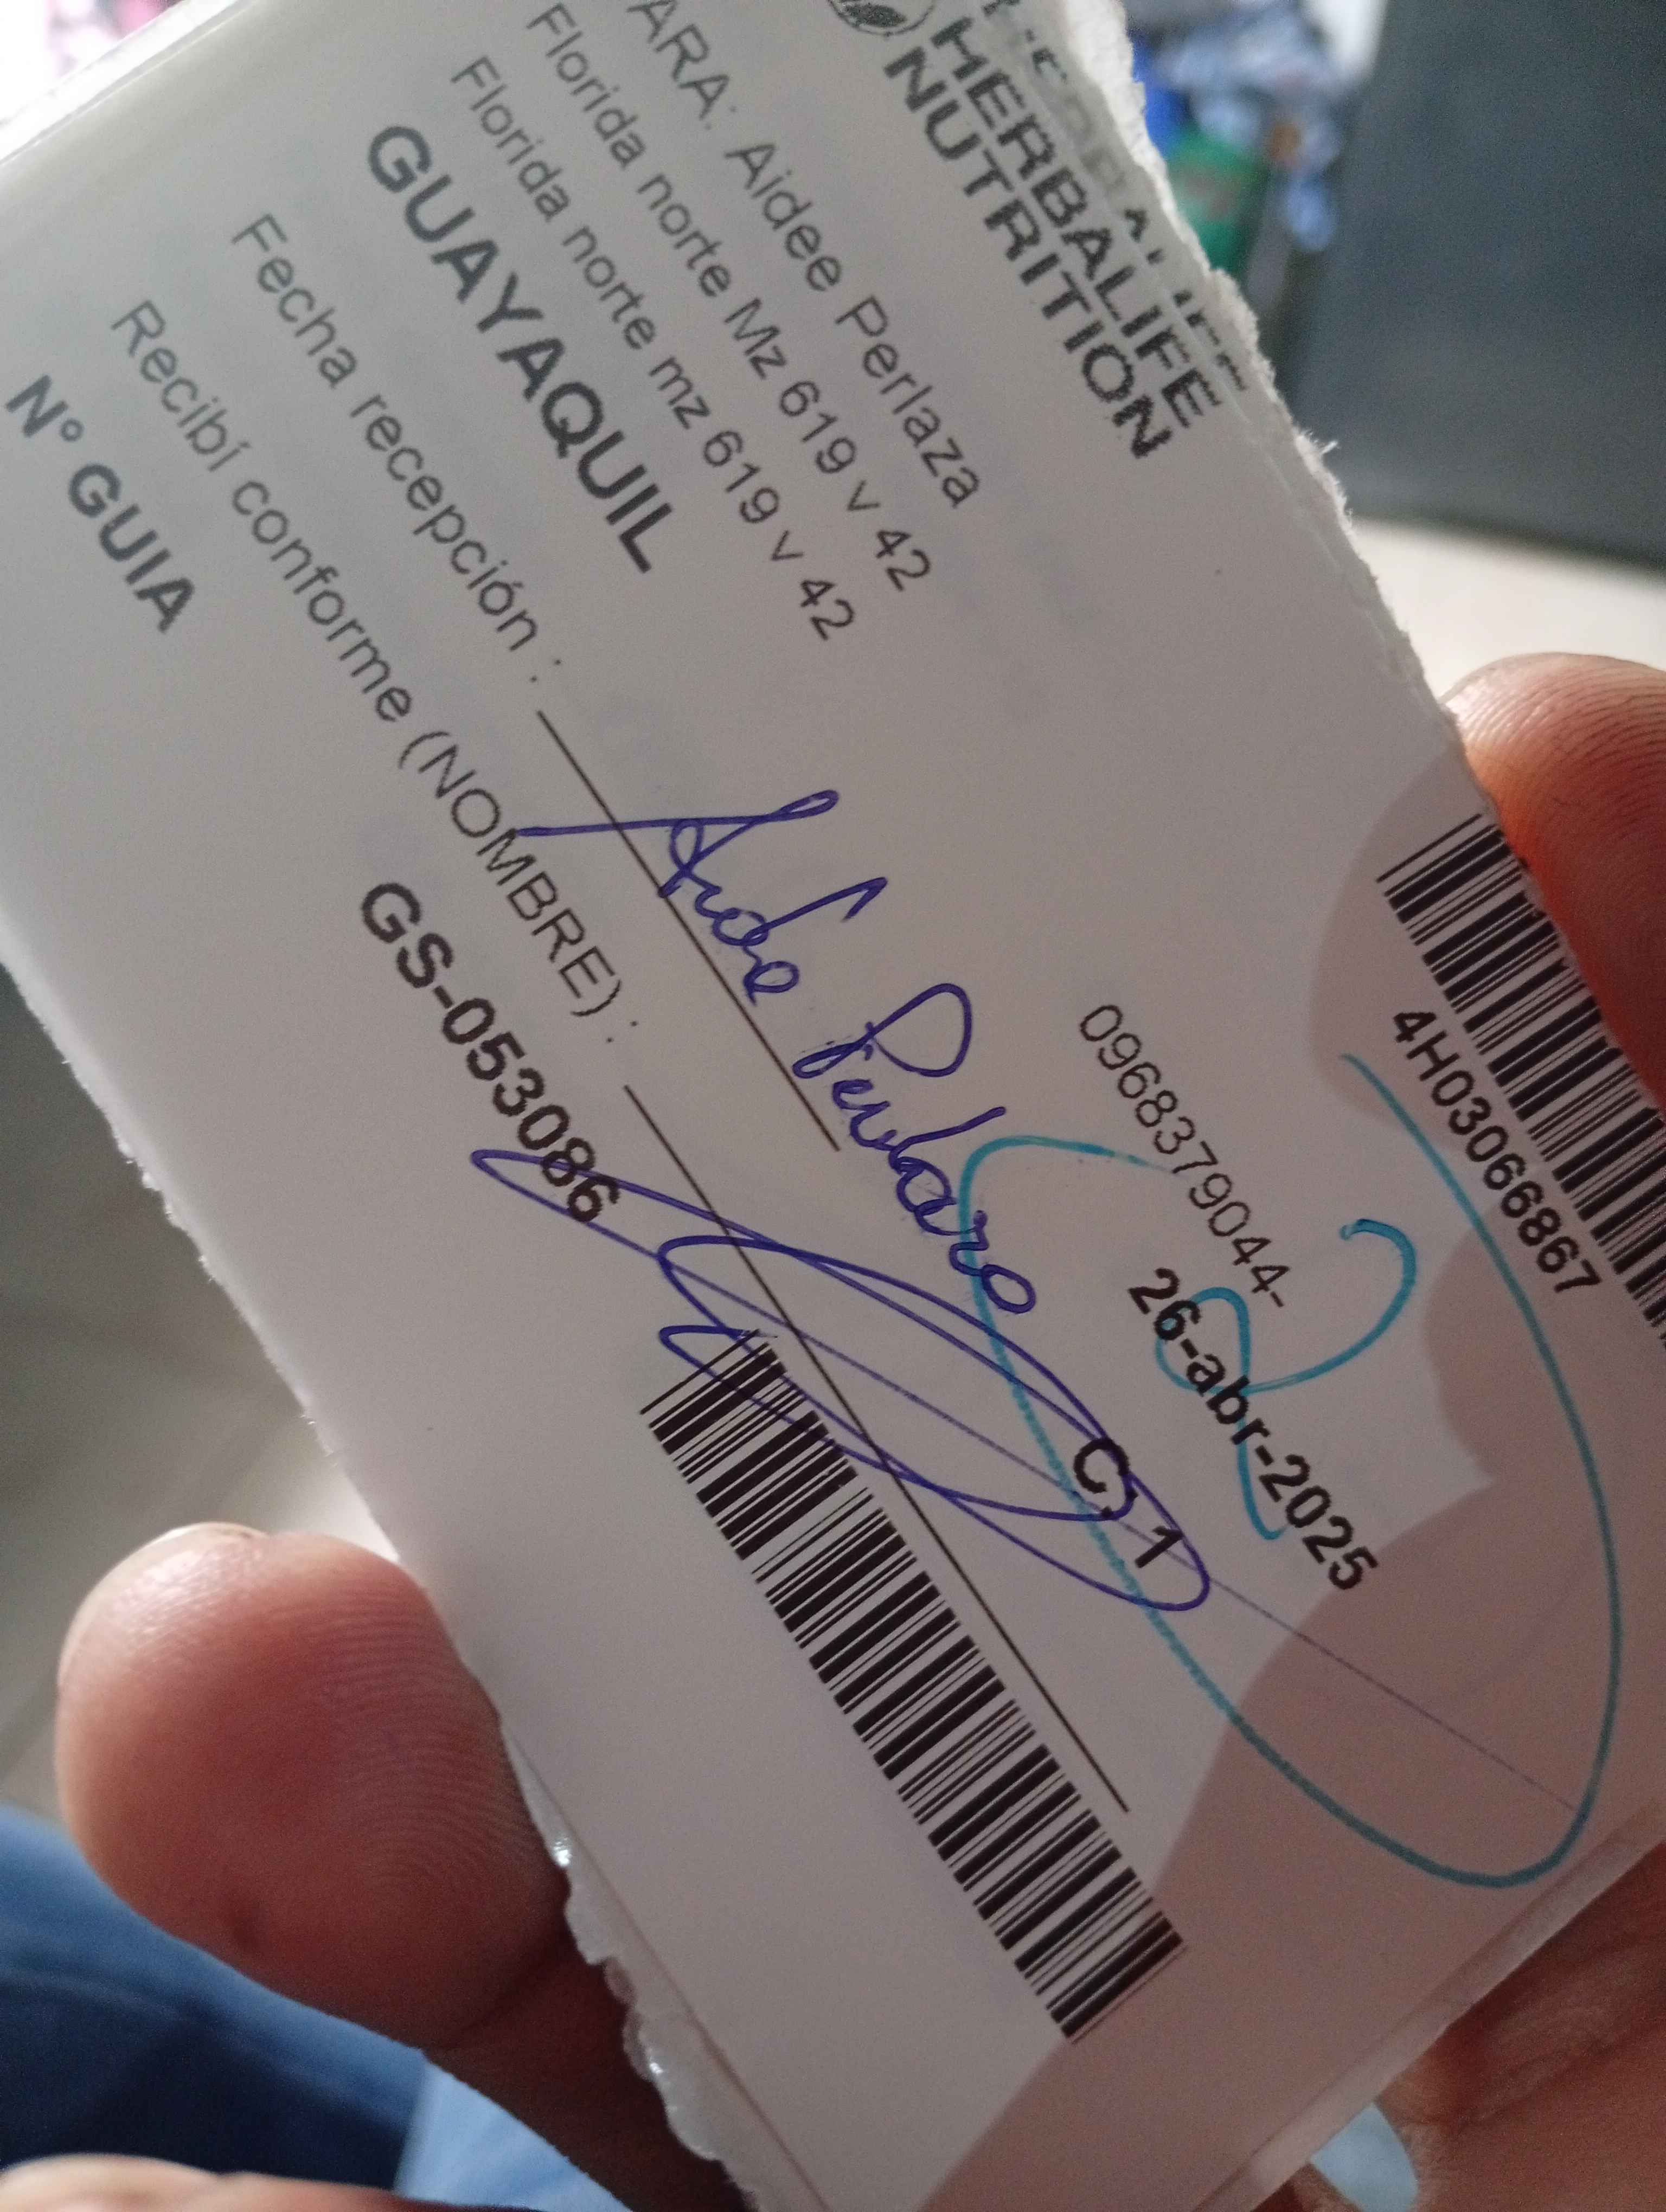 HERBALIFE
NUTRITION
4H03066867
ARA: Aidee Perlaza
Florida norte Mz 619 v 42
0968379044-
Florida norte mz 619 v 42
26-abr-2025
GUAYAQUIL
Fecha recepción :
Recibí conforme (NOMBRE) :
C. 1
N° GUIA
GS-053086